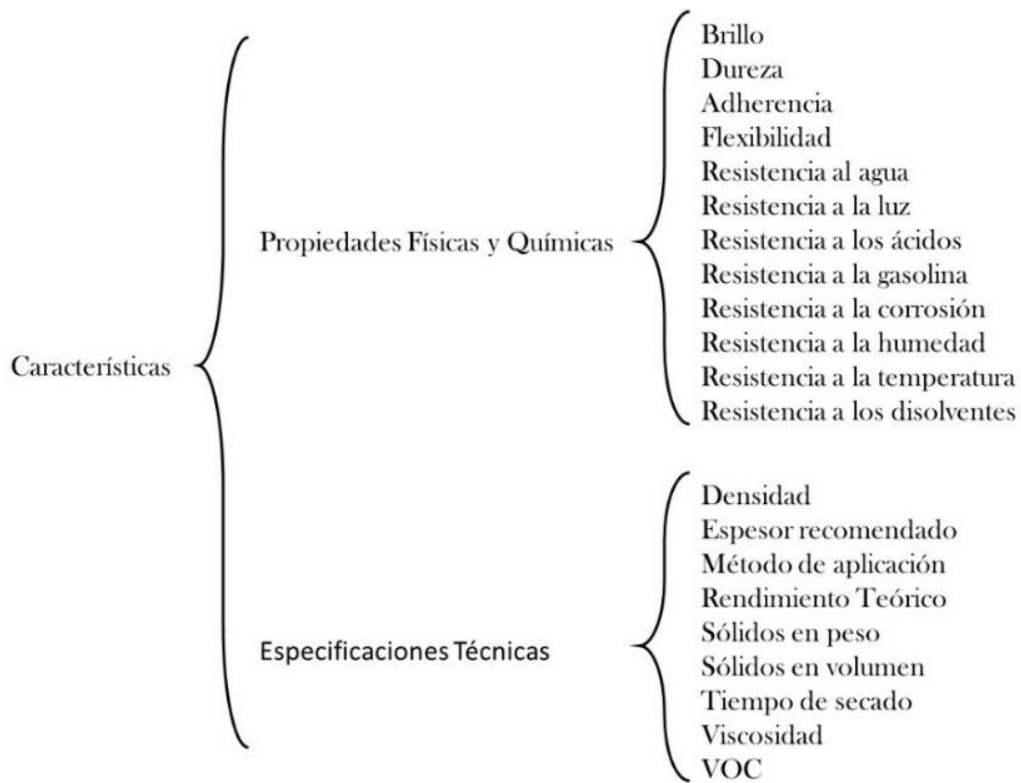 Características
Propiedades Físicas y Químicas
Brillo
Dureza
Adherencia
Flexibilidad
Resistencia al agua
Resistencia a la luz
Resistencia a los ácidos
Resistencia a la gasolina
Resistencia a la corrosión
Resistencia a la humedad
Resistencia a la temperatura
Resistencia a los disolventes
Especificaciones Técnicas
Densidad
Espesor recomendado
Método de aplicación
Rendimiento Teórico
Sólidos en peso
Sólidos en volumen
Tiempo de secado
Viscosidad
VOC